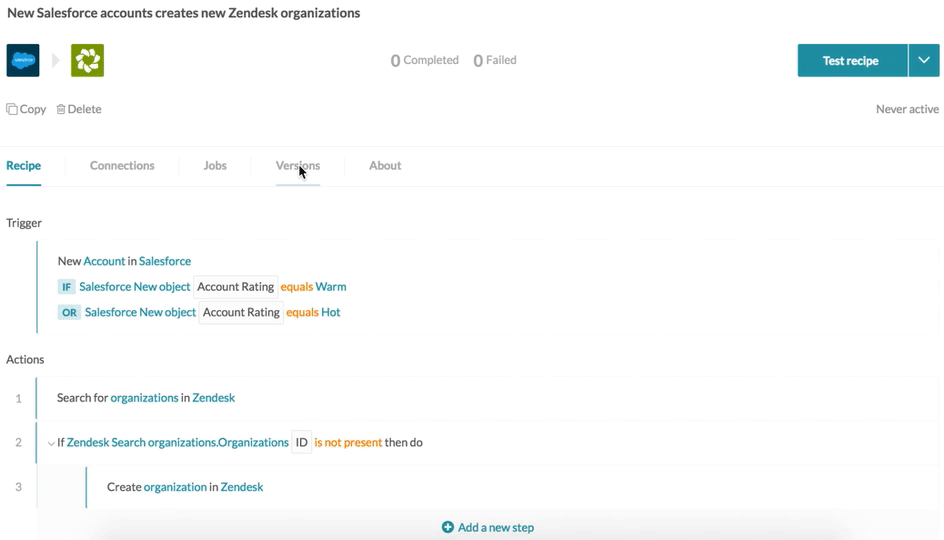 New Salesforce accounts creates new Zendesk organizations
salesforce
0 Completed 0 Failed
Test recipe
Copy Delete
Never active
Recipe Connections Jobs Versions About
Trigger
New Account in Salesforce
IF Salesforce New object Account Rating equals Warm
OR Salesforce New object Account Rating equals Hot
Actions
1 Search for organizations in Zendesk
2 If Zendesk Search organizations.Organizations ID is not present then do
3 Create organization in Zendesk
Add a new step